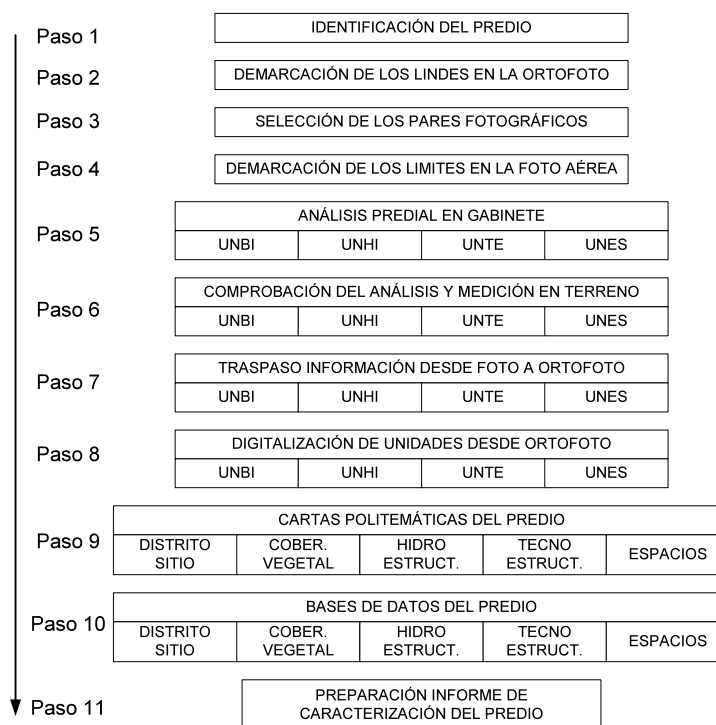 Paso 1
IDENTIFICACIÓN DEL PREDIO
Paso 2
DEMARCACIÓN DE LOS LINDES EN LA ORTOFOTO
Paso 3
SELECCIÓN DE LOS PARES FOTOGRÁFICOS
Paso 4
DEMARCACIÓN DE LOS LIMITES EN LA FOTO AÉREA
Paso 5
ANÁLISIS PREDIAL EN GABINETE
UNBI UNHI UNTE UNES
Paso 6
COMPROBACIÓN DEL ANÁLISIS Y MEDICIÓN EN TERRENO
UNBI UNHI UNTE UNES
Paso 7
TRASPASO INFORMACIÓN DESDE FOTO A ORTOFOTO
UNBI UNHI UNTE UNES
Paso 8
DIGITALIZACIÓN DE UNIDADES DESDE ORTOFOTO
UNBI UNHI UNTE UNES
Paso 9
CARTAS POLITEMÁTICAS DEL PREDIO
DISTRITO
SITIO
COBER.
VEGETAL
HIDRO
ESTRUCT.
TECNO
ESTRUCT.
ESPACIOS
Paso 10
BASES DE DATOS DEL PREDIO
DISTRITO
SITIO
COBER.
VEGETAL
HIDRO
ESTRUCT.
TECNO
ESTRUCT.
ESPACIOS
Paso 11
PREPARACIÓN INFORME DE
CARACTERIZACIÓN DEL PREDIO